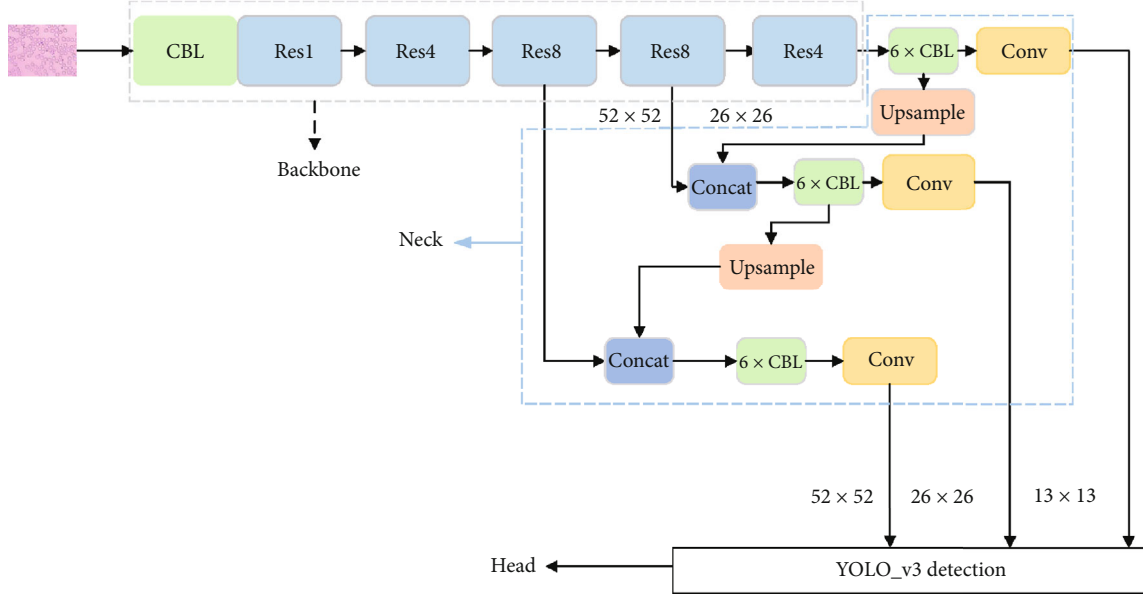 CBL
Res1
Res4
Res8
Res8
Res4
6 × CBL
Conv
Upsample
52 × 52
26 × 26
Backbone
Concat
6 × CBL
Conv
Neck
Upsample
Concat
6 × CBL
Conv
52 × 52
26 × 26
13 × 13
Head
YOLO_v3 detection